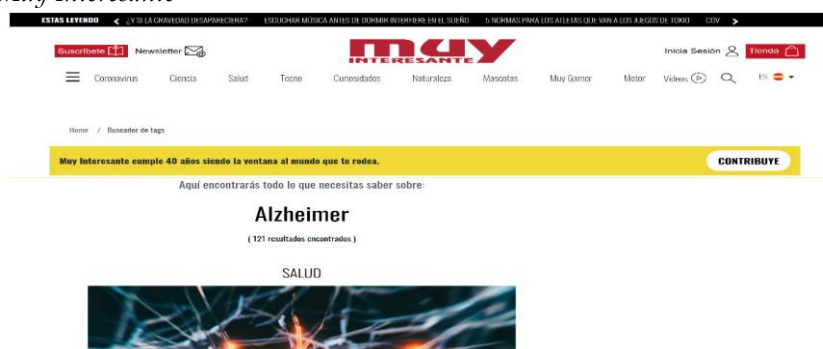 Muy Interesante
ESTAS LEYENDO ¿Y SI LA GRAVEDAD DESAPARECIERA? ESCUCHAR MÚSICA ANTES DE DORMIR INTERFIERE EN EL SUEÑO 5 NORMAS PARA LOS ATLETAS QUE VAN A LOS JUEGOS DE TOKIO COV
Suscríbete Newsletter muy INTERESANTE Inicia Sesión Tienda
Coronavirus Ciencia Salud Tecno Curiosidades Naturaleza Mascotas Muy Gamer Motor Vídeos ES
Home / Buscador de tags
Muy Interesante cumple 40 años siendo la ventana al mundo que te rodea. CONTRIBUYE
Aquí encontrarás todo lo que necesitas saber sobre:
Alzheimer
( 121 resultados encontrados )
SALUD